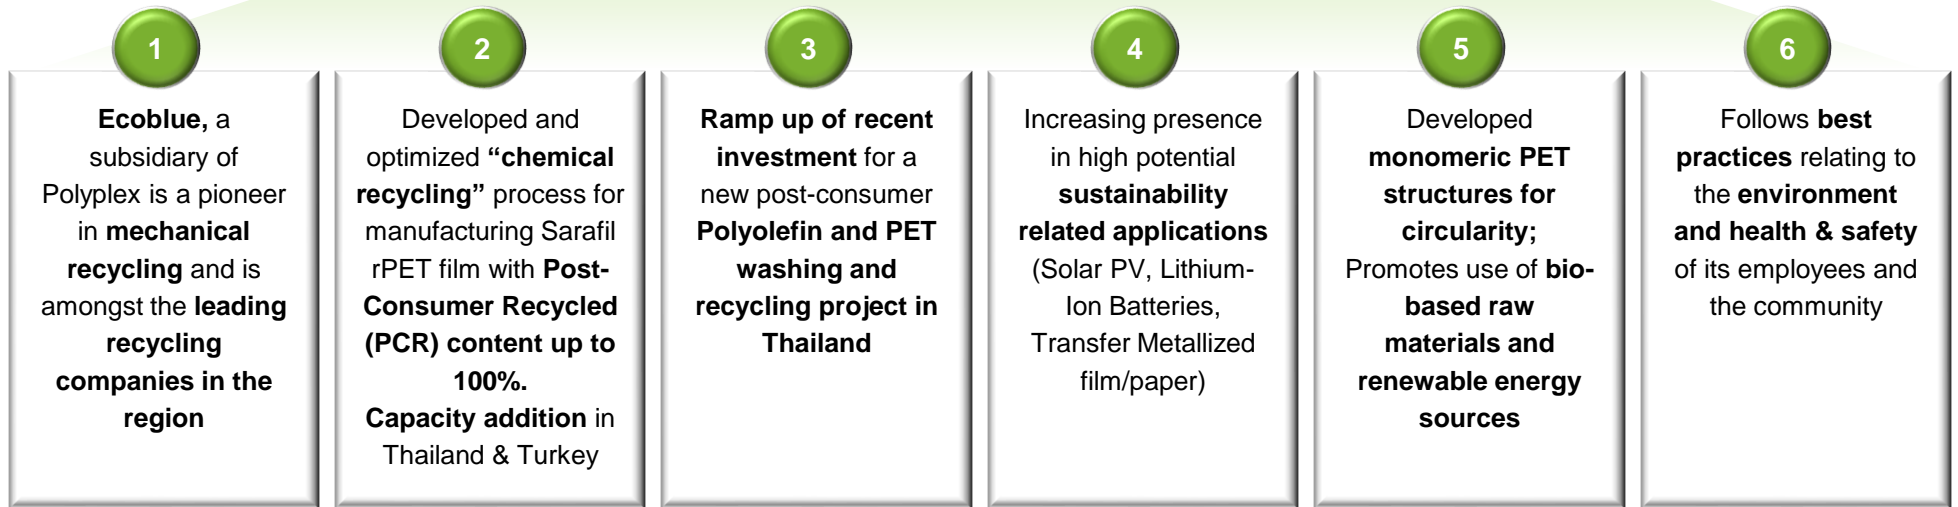 1
Ecoblue, a
subsidiary of
Polyplex is a pioneer
in mechanical
recycling and is
amongst the leading
recycling
companies in the
region
2
Developed and
optimized “chemical
recycling” process for
manufacturing Sarafil
rPET film with Post-
Consumer Recycled
(PCR) content up to
100%.
Capacity addition in
Thailand & Turkey
3
Ramp up of recent
investment for a
new post-consumer
Polyolefin and PET
washing and
recycling project in
Thailand
4
Increasing presence
in high potential
sustainability
related applications
(Solar PV, Lithium-
Ion Batteries,
Transfer Metallized
film/paper)
5
Developed
monomeric PET
structures for
circularity;
Promotes use of bio-
based raw
materials and
renewable energy
sources
6
Follows best
practices relating to
the environment
and health & safety
of its employees and
the community